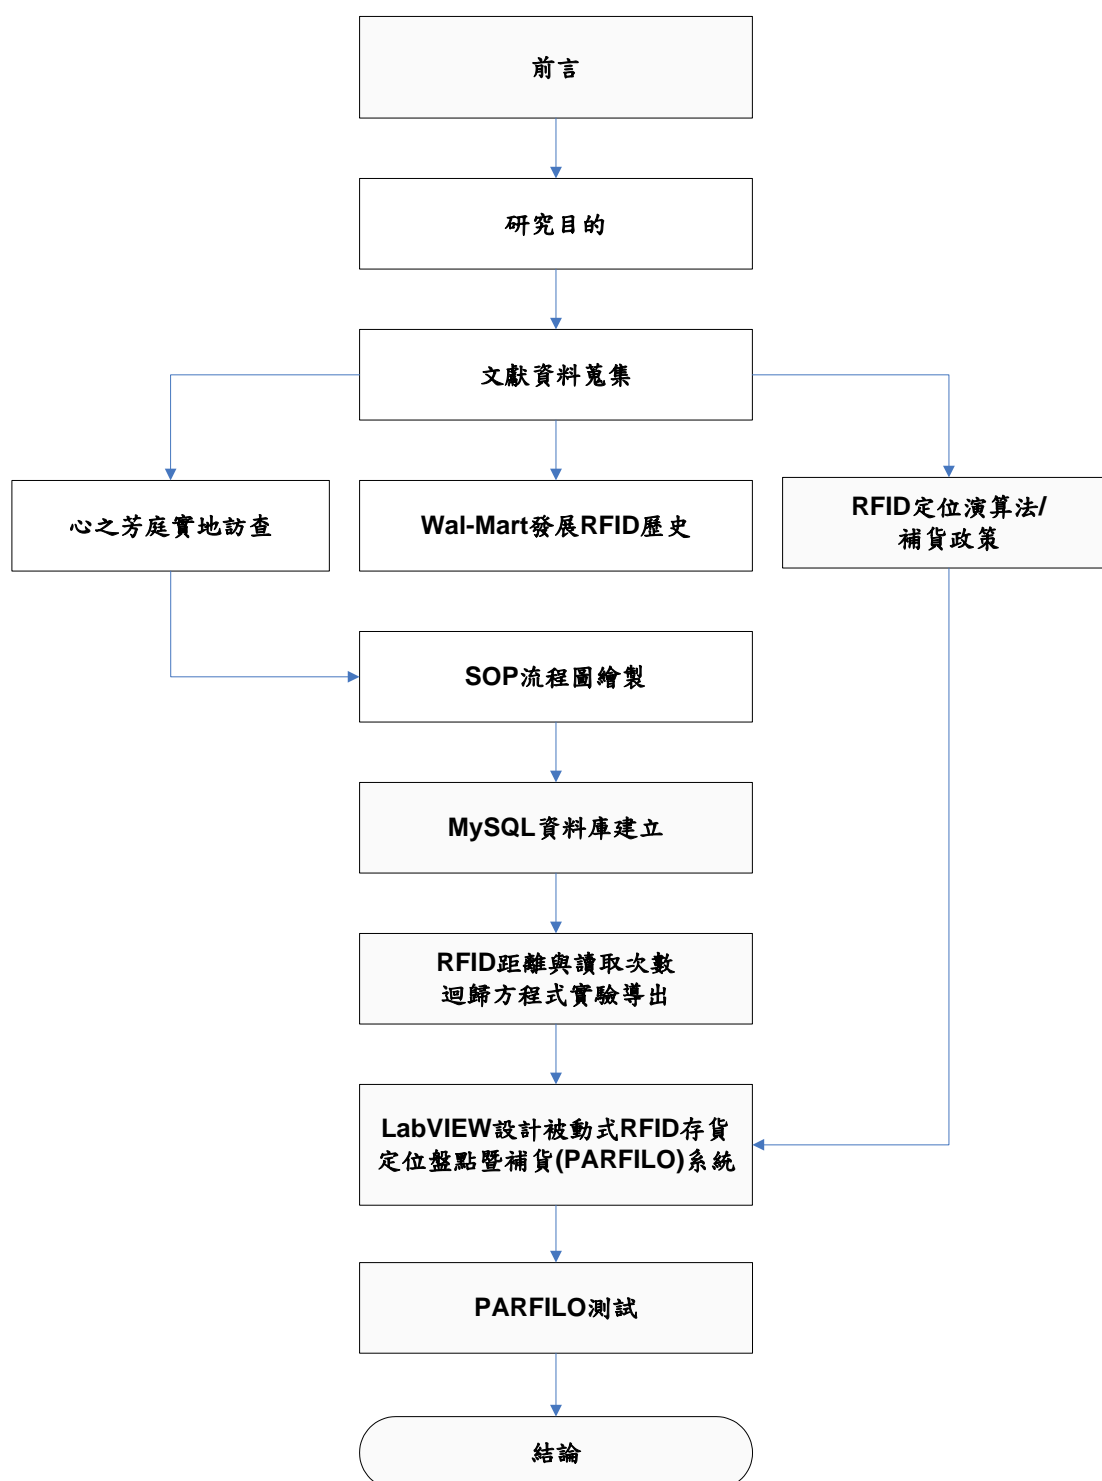 前言
研究目的
文獻資料蒐集
心之芳庭實地訪查
Wal-Mart發展RFID歷史
RFID定位演算法/
補貨政策
SOP流程圖繪製
MySQL資料庫建立
RFID距離與讀取次數
迴歸方程式實驗導出
LabVIEW設計被動式RFID存貨
定位盤點暨補貨(PARFILO)系統
PARFILO測試
結論